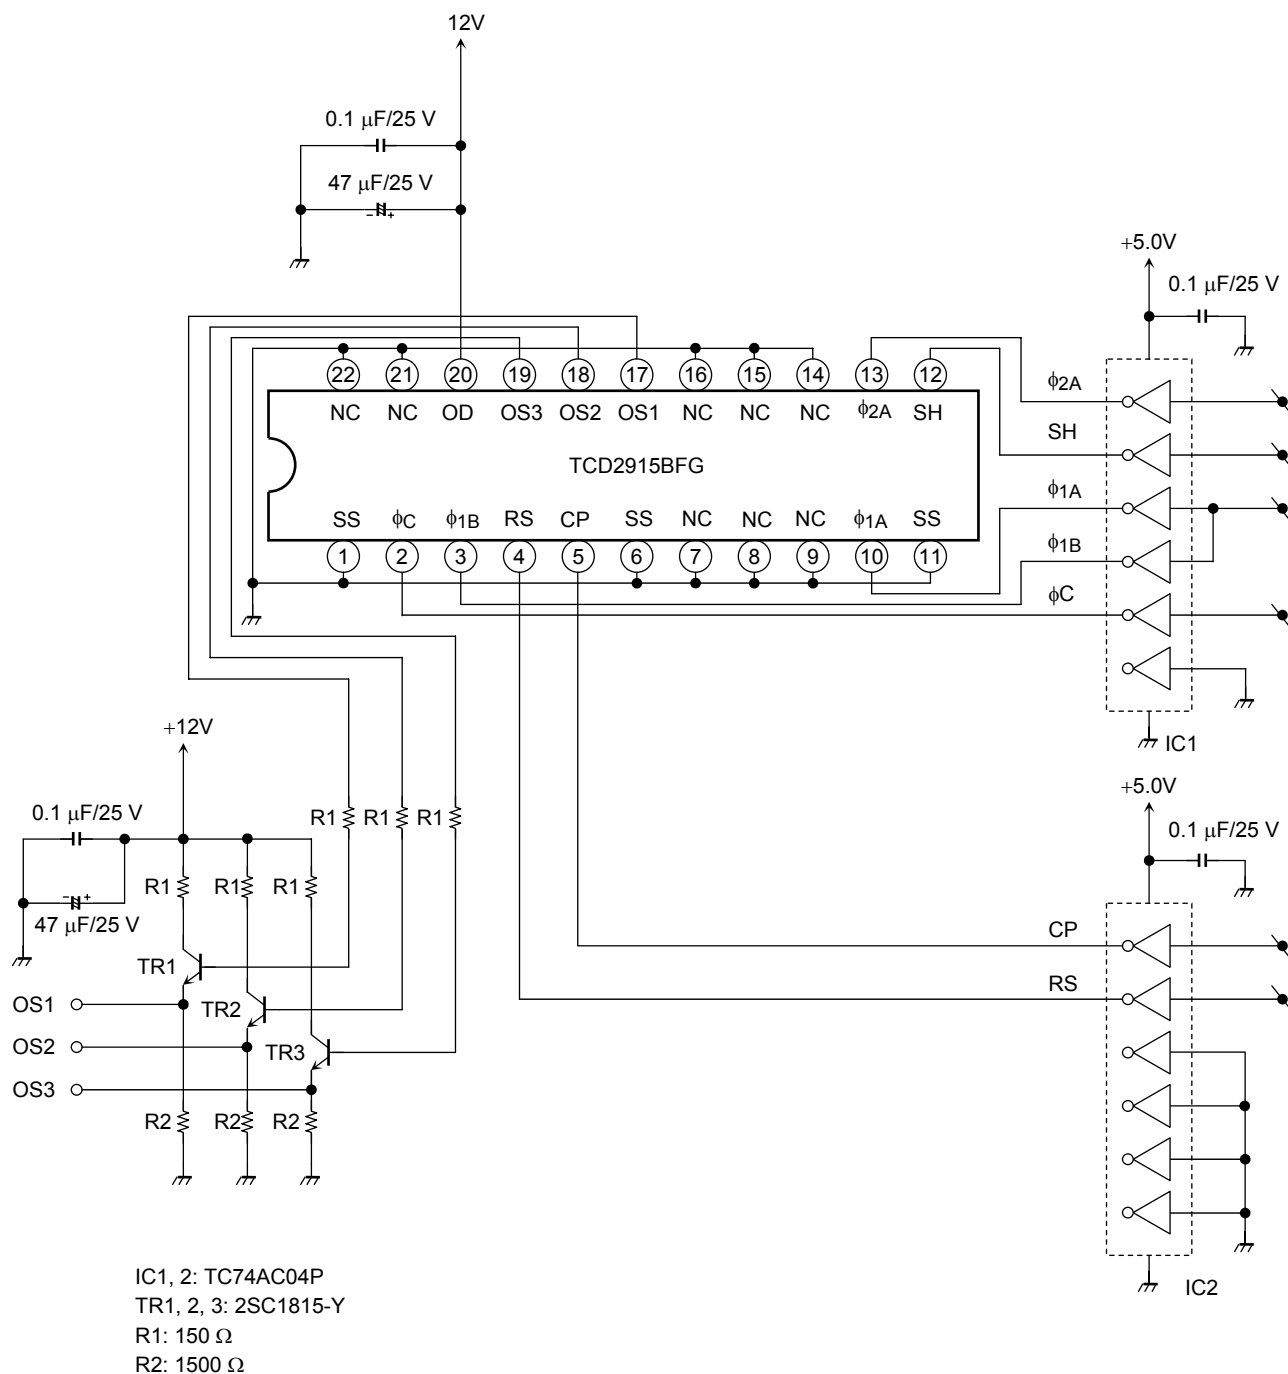 12V
0.1 μF/25 V
47 μF/25 V
- +
+5.0V
0.1 μF/25 V
22 21 20 19 18 17 16 15 14 13 12
NC NC OD OS3 OS2 OS1 NC NC NC ϕ2A SH
TCD2915BFG
SS ϕC ϕ1B RS CP SS NC NC NC ϕ1A SS
1 2 3 4 5 6 7 8 9 10 11
ϕ2A
SH
ϕ1A
ϕ1B
ϕC
IC1
+12V
0.1 μF/25 V
R1 R1 R1
R1 R1 R1
- +
47 μF/25 V
TR1
OS1
TR2
OS2
TR3
OS3
R2 R2 R2
+5.0V
0.1 μF/25 V
CP
RS
IC2
IC1, 2: TC74AC04P
TR1, 2, 3: 2SC1815-Y
R1: 150 Ω
R2: 1500 Ω